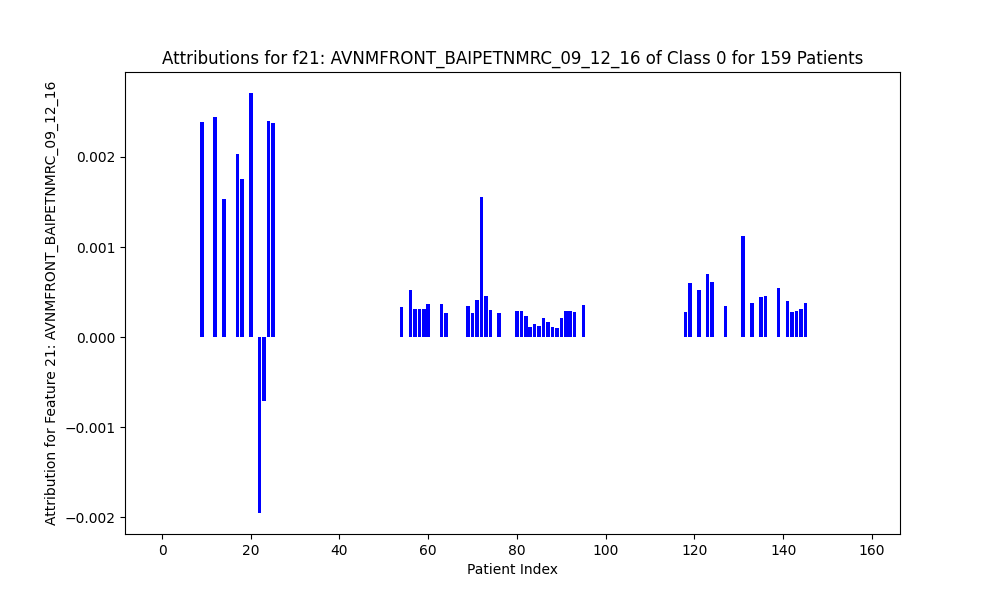 Attributions for f21: AVNMFRONT_BAIPETNMRC_09_12_16 of Class 0 for 159 Patients
Attribution for Feature 21: AVNMFRONT_BAIPETNMRC_09_12_16
0.002
0.001
0.000
−0.001
−0.002
0 20 40 60 80 100 120 140 160
Patient Index